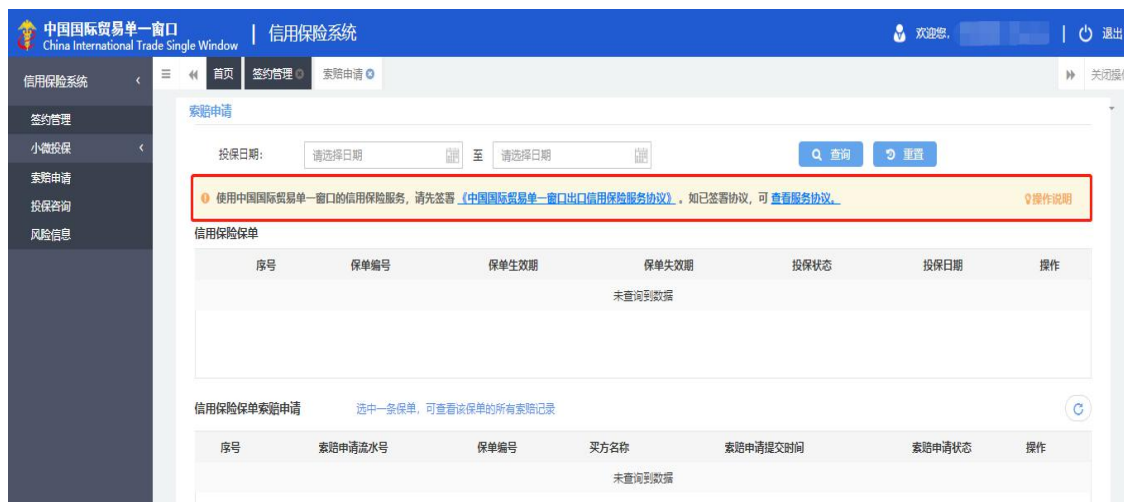 中国国际贸易单一窗口
China International Trade Single Window
信用保险系统
欢迎您,
退出
信用保险系统
首页
签约管理
索赔申请
关闭操
签约管理
小微投保
索赔申请
投保咨询
风险信息
索赔申请
投保日期: 请选择日期 至 请选择日期 查询 重置
使用中国国际贸易单一窗口的信用保险服务,请先签署《中国国际贸易单一窗口出口信用保险服务协议》。如已签署协议,可 查看服务协议。 操作说明
信用保险保单
序号 保单编号 保单生效期 保单失效期 投保状态 投保日期 操作
未查询到数据
信用保险保单索赔申请 选中一条保单,可查看该保单的所有索赔记录
序号 索赔申请流水号 保单编号 买方名称 索赔申请提交时间 索赔申请状态 操作
未查询到数据